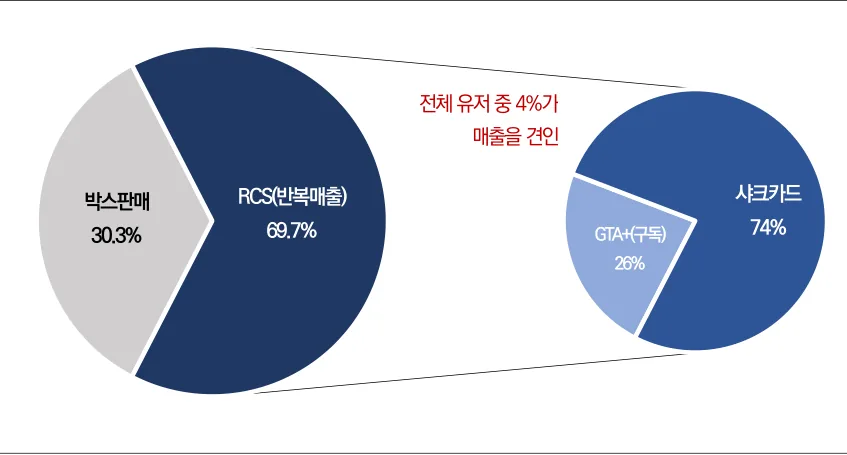 박스판매
30.3%
RCS(반복매출)
69.7%
전체 유저 중 4%가
매출을 견인
GTA+(구독)
26%
샤크카드
74%